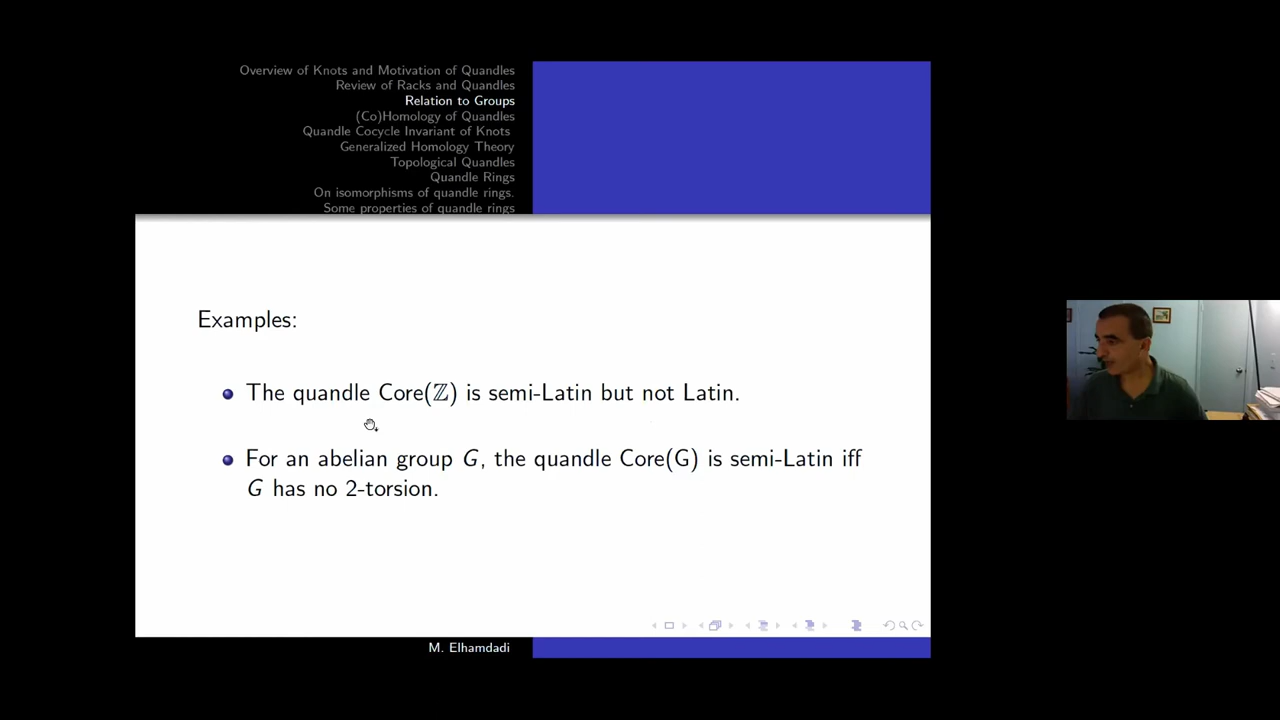 Overview of Knots and Motivation of Quandles
Review of Racks and Quandles
Relation to Groups
(Co)Homology of Quandles
Quandle Cocycle Invariant of Knots
Generalized Homology Theory
Topological Quandles
Quandle Rings
On isomorphisms of quandle rings.
Some properties of quandle rings
Examples:
The quandle Core(ℤ) is semi-Latin but not Latin.
For an abelian group G, the quandle Core(G) is semi-Latin iff
G has no 2-torsion.
M. Elhamdadi